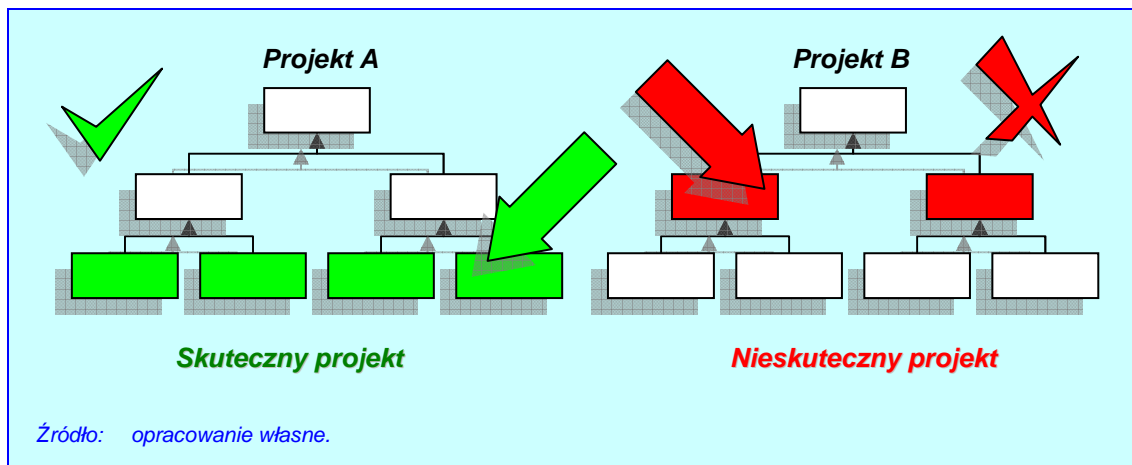 Projekt A
Projekt B
Skuteczny projekt
Nieskuteczny projekt
Źródło: opracowanie własne.